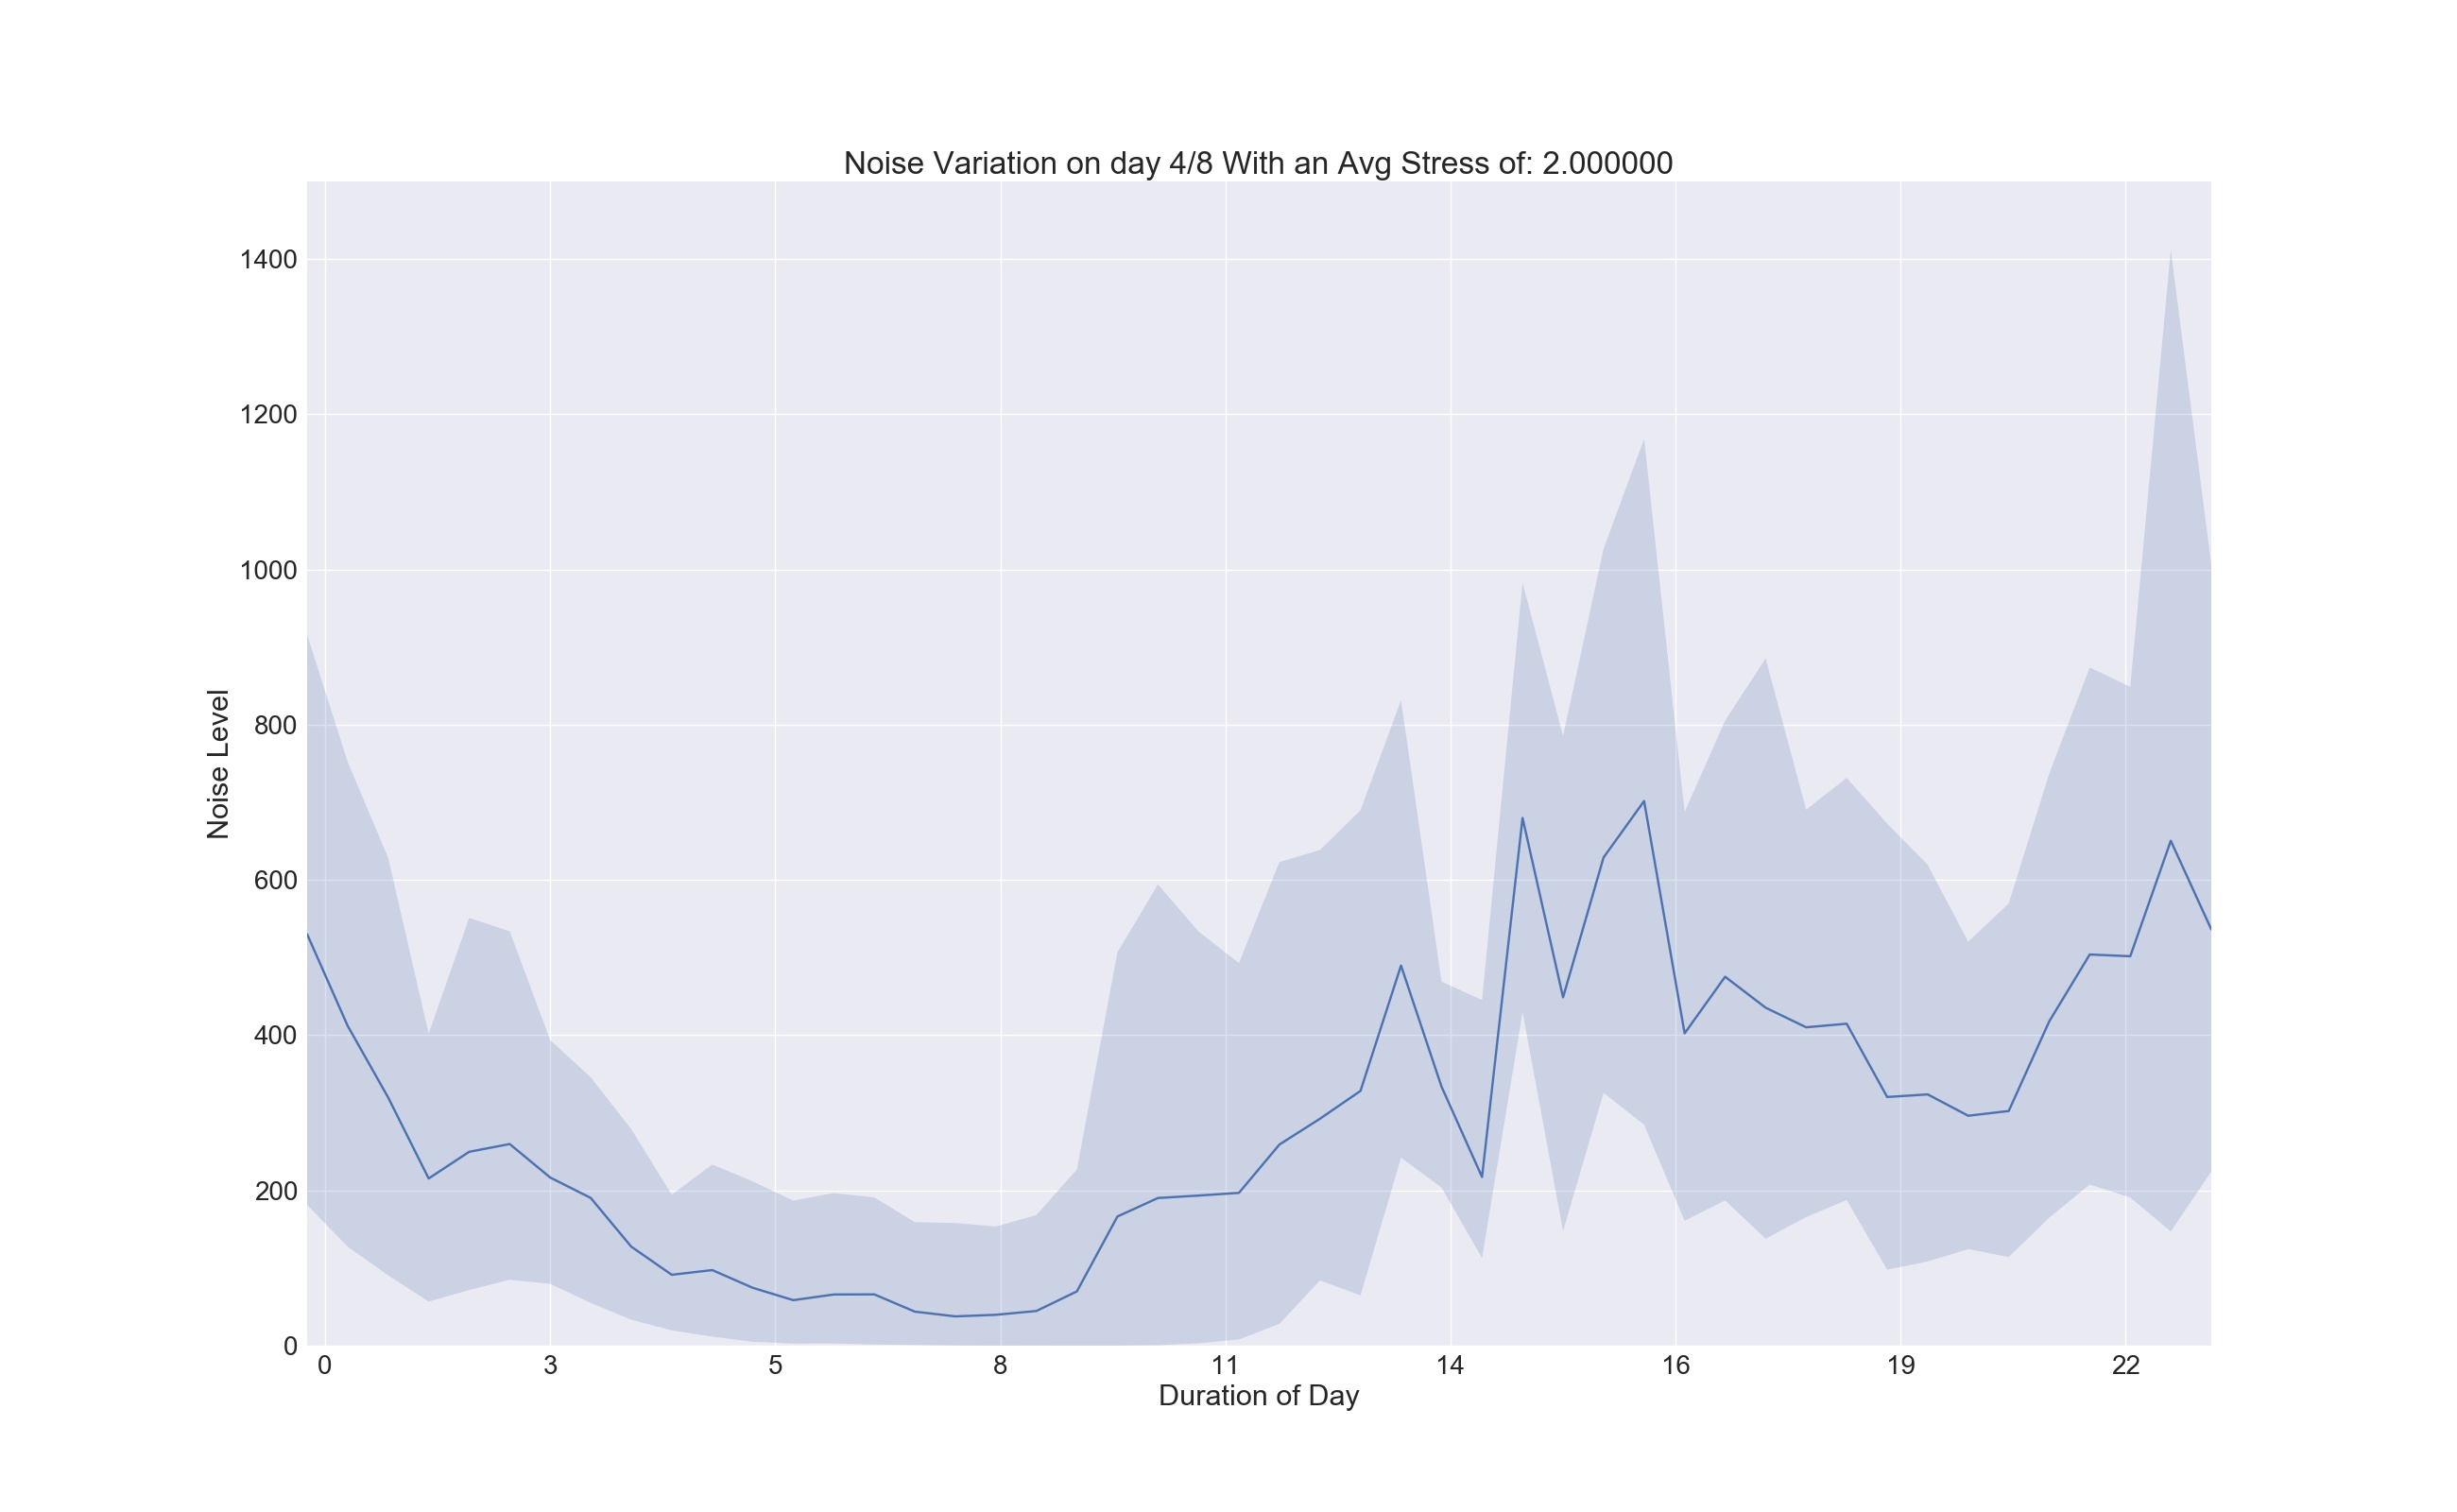 Noise Variation on day 4/8 With an Avg Stress of: 2.000000
1400
1200
1000
800
600
400
200
0
Noise Level
0 3 5 8 11 14 16 19 22
Duration of Day